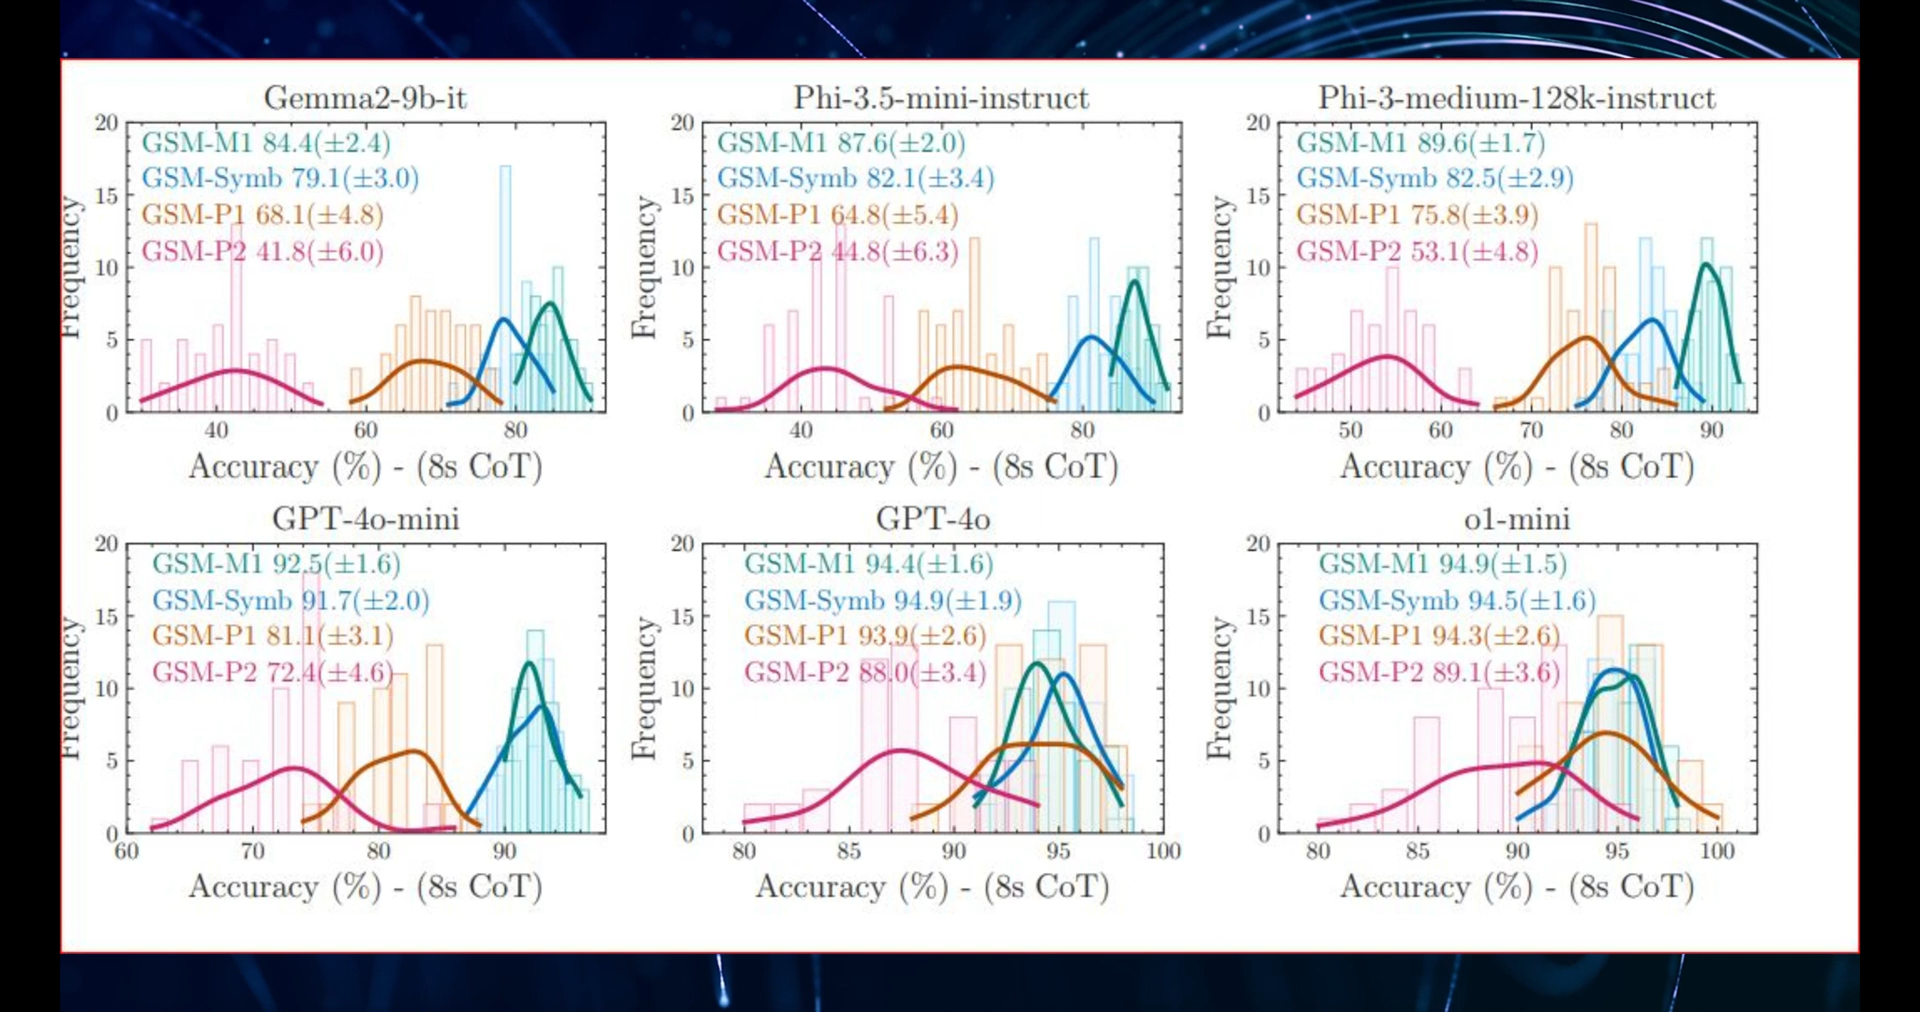 Gemma2-9b-it
20
GSM-M1 84.4(±2.4)
GSM-Symb 79.1(±3.0)
15
GSM-P1 68.1(±4.8)
GSM-P2 41.8(±6.0)
10
5
0
Frequency
40 60 80
Accuracy (%) - (8s CoT)
Phi-3.5-mini-instruct
20
GSM-M1 87.6(±2.0)
GSM-Symb 82.1(±3.4)
15
GSM-P1 64.8(±5.4)
GSM-P2 44.8(±6.3)
10
5
0
Frequency
40 60 80
Accuracy (%) - (8s CoT)
Phi-3-medium-128k-instruct
20
GSM-M1 89.6(±1.7)
GSM-Symb 82.5(±2.9)
15
GSM-P1 75.8(±3.9)
GSM-P2 53.1(±4.8)
10
5
0
Frequency
50 60 70 80 90
Accuracy (%) - (8s CoT)
GPT-4o-mini
20
GSM-M1 92.5(±1.6)
GSM-Symb 91.7(±2.0)
15
GSM-P1 81.1(±3.1)
GSM-P2 72.4(±4.6)
10
5
0
Frequency
60 70 80 90
Accuracy (%) - (8s CoT)
GPT-4o
20
GSM-M1 94.4(±1.6)
GSM-Symb 94.9(±1.9)
15
GSM-P1 93.9(±2.6)
GSM-P2 88.0(±3.4)
10
5
0
Frequency
80 85 90 95 100
Accuracy (%) - (8s CoT)
o1-mini
20
GSM-M1 94.9(±1.5)
GSM-Symb 94.5(±1.6)
15
GSM-P1 94.3(±2.6)
GSM-P2 89.1(±3.6)
10
5
0
Frequency
80 85 90 95 100
Accuracy (%) - (8s CoT)